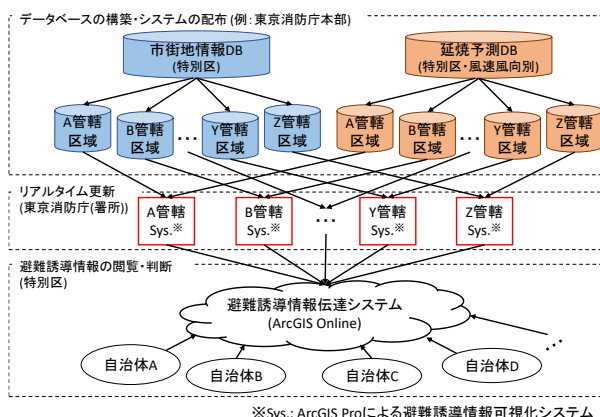 データベースの構築・システムの配布 (例：東京消防庁本部)
市街地情報DB
(特別区)
延焼予測DB
(特別区・風速風向別)
A管轄
区域
B管轄
区域
…
Y管轄
区域
Z管轄
区域
A管轄
区域
B管轄
区域
…
Y管轄
区域
Z管轄
区域
リアルタイム更新
(東京消防庁(署所))
A管轄
Sys.※
B管轄
Sys.※
…
Y管轄
Sys.※
Z管轄
Sys.※
避難誘導情報の閲覧・判断
(特別区)
避難誘導情報伝達システム
(ArcGIS Online)
自治体A
自治体B
自治体C
自治体D
…
※Sys.: ArcGIS Proによる避難誘導情報可視化システム